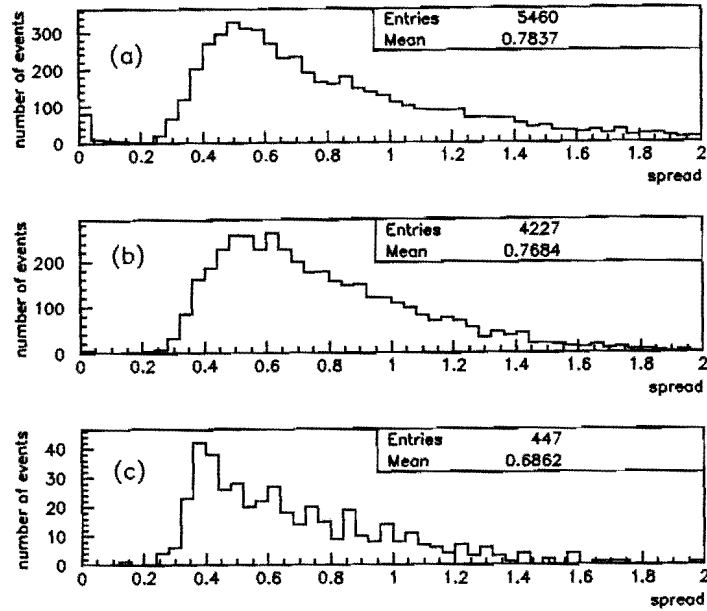 number of events
300
200
100
0
(a)
Entries 5460
Mean 0.7837
0 0.2 0.4 0.6 0.8 1 1.2 1.4 1.6 1.8 2
spread
number of events
200
100
0
(b)
Entries 4227
Mean 0.7684
0 0.2 0.4 0.6 0.8 1 1.2 1.4 1.6 1.8 2
spread
number of events
40
30
20
10
0
(c)
Entries 447
Mean 0.6862
0 0.2 0.4 0.6 0.8 1 1.2 1.4 1.6 1.8 2
spread